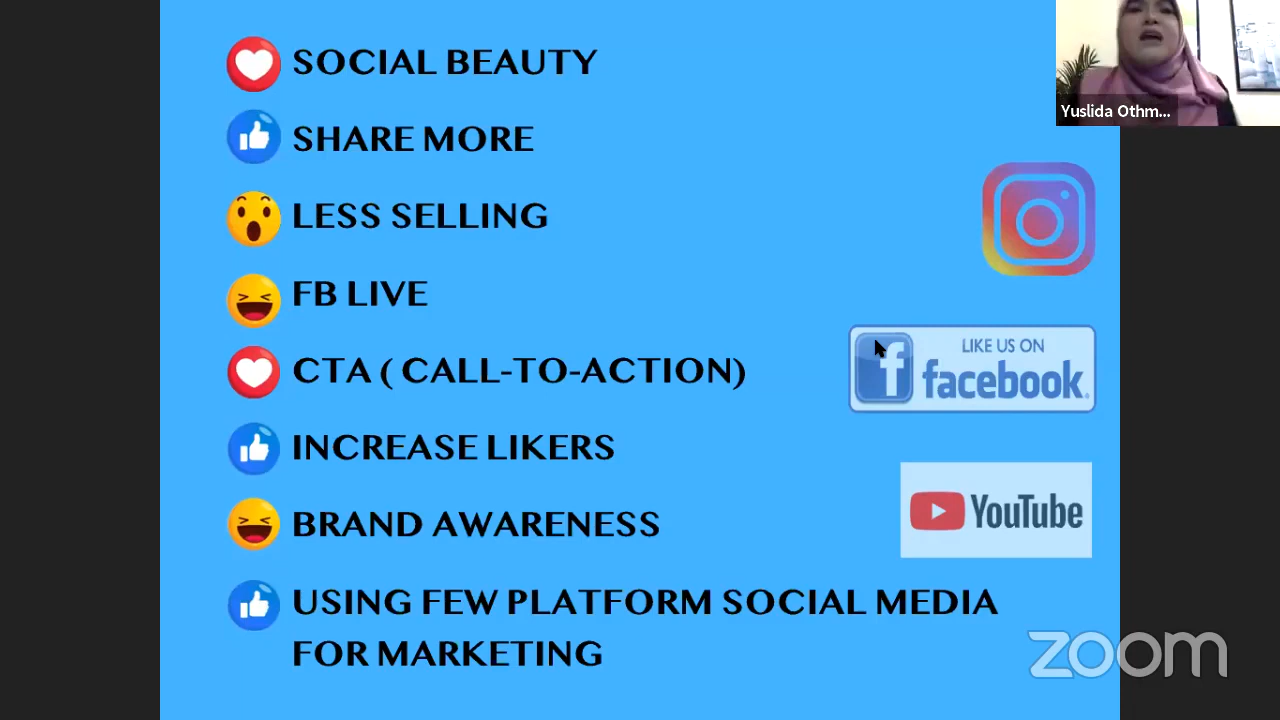 SOCIAL BEAUTY
SHARE MORE
LESS SELLING
FB LIVE
CTA ( CALL-TO-ACTION)
INCREASE LIKERS
BRAND AWARENESS
USING FEW PLATFORM SOCIAL MEDIA
FOR MARKETING
Yuslida Othm...
f
LIKE US ON
facebook
YouTube
zoom